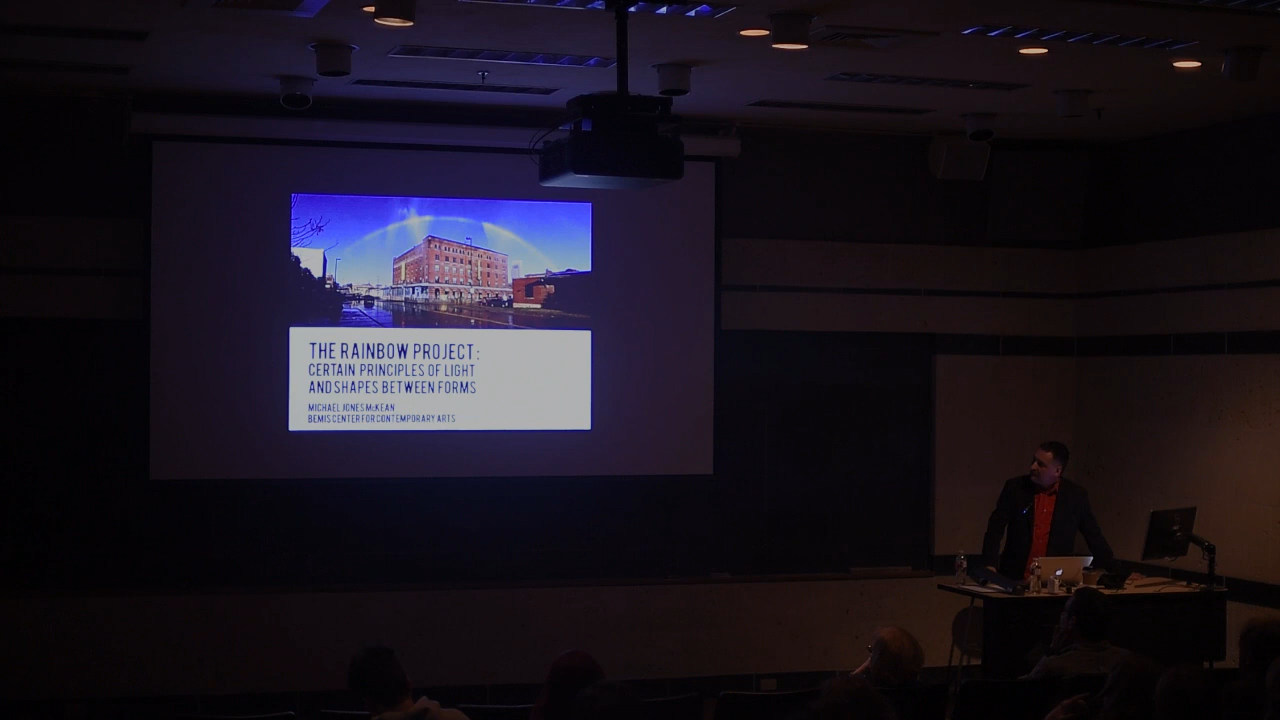 THE RAINBOW PROJECT:
CERTAIN PRINCIPLES OF LIGHT
AND SHAPES BETWEEN FORMS
MICHAEL JONES McKEAN
BEMIS CENTER FOR CONTEMPORARY ARTS